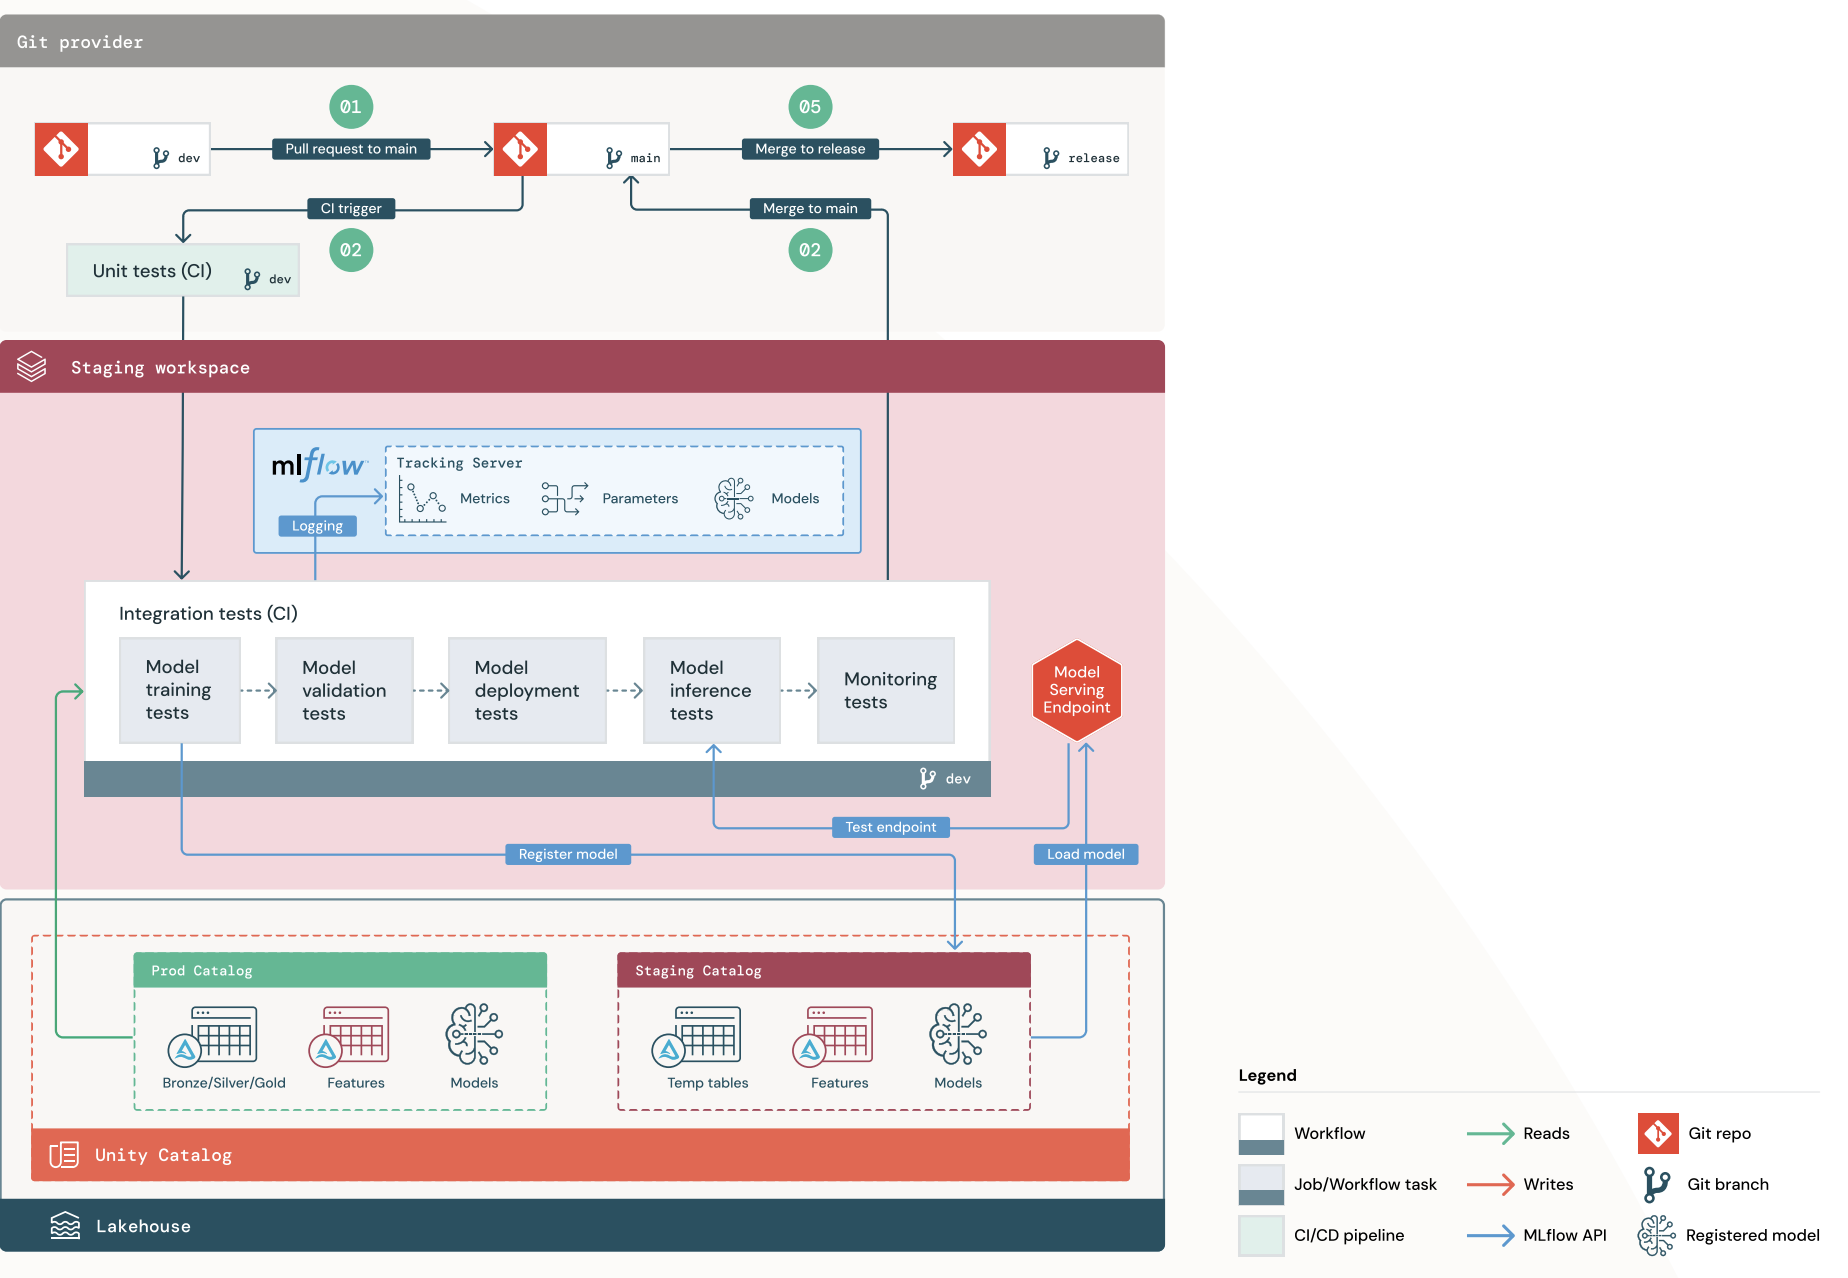 Git provider
01
05
dev
Pull request to main
main
Merge to release
release
CI trigger
Merge to main
02
02
Unit tests (CI)
dev
Staging workspace
mlflow
Tracking Server
Metrics
Parameters
Models
Logging
Integration tests (CI)
Model
training
tests
Model
validation
tests
Model
deployment
tests
Model
inference
tests
Monitoring
tests
Model
Serving
Endpoint
dev
Test endpoint
Register model
Load model
Prod Catalog
Bronze/Silver/Gold
Features
Models
Staging Catalog
Temp tables
Features
Models
Unity Catalog
Lakehouse
Legend
Workflow
Reads
Git repo
Job/Workflow task
Writes
Git branch
CI/CD pipeline
MLflow API
Registered model